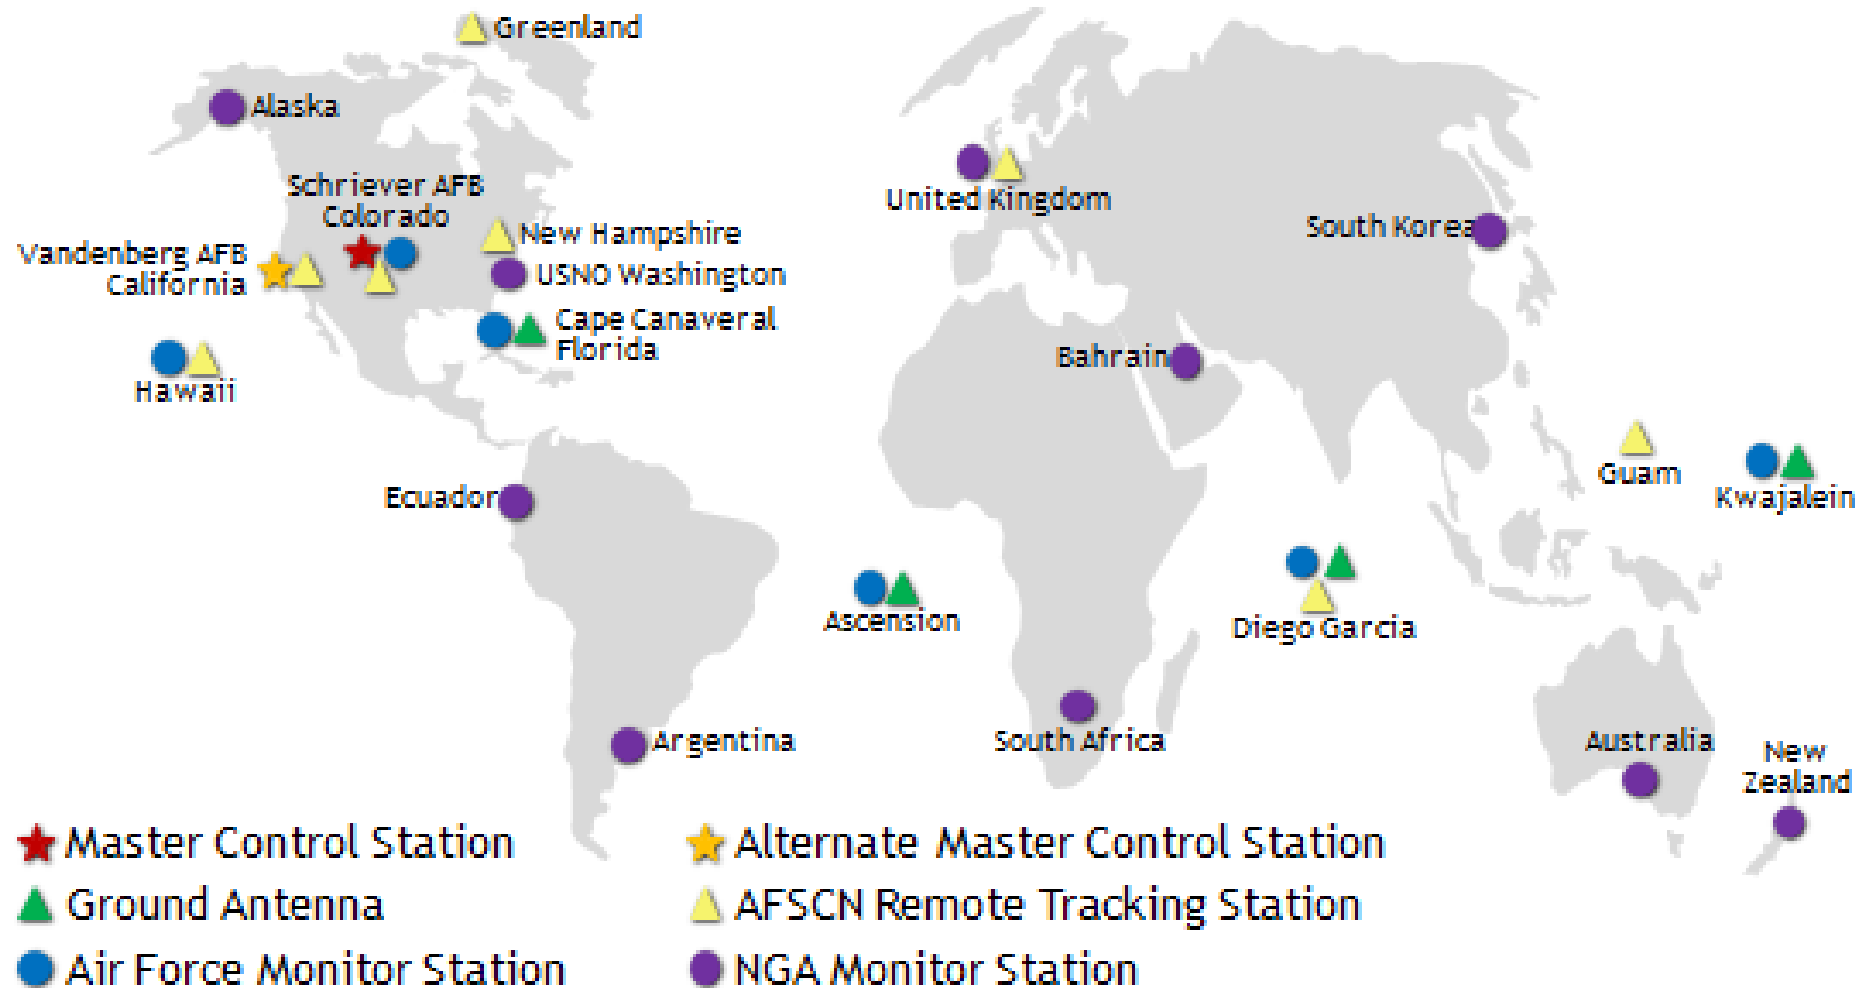 Greenland
Alaska
Schriever AFB
Colorado
United Kingdom
South Korea
New Hampshire
Vandenberg AFB
California
USNO Washington
Cape Canaveral
Florida
Hawaii
Bahrain
Guam
Kwajalein
Ecuador
Ascension
Diego Garcia
Argentina
South Africa
Australia
New
Zealand
Master Control Station
Alternate Master Control Station
Ground Antenna
AFSCN Remote Tracking Station
Air Force Monitor Station
NGA Monitor Station